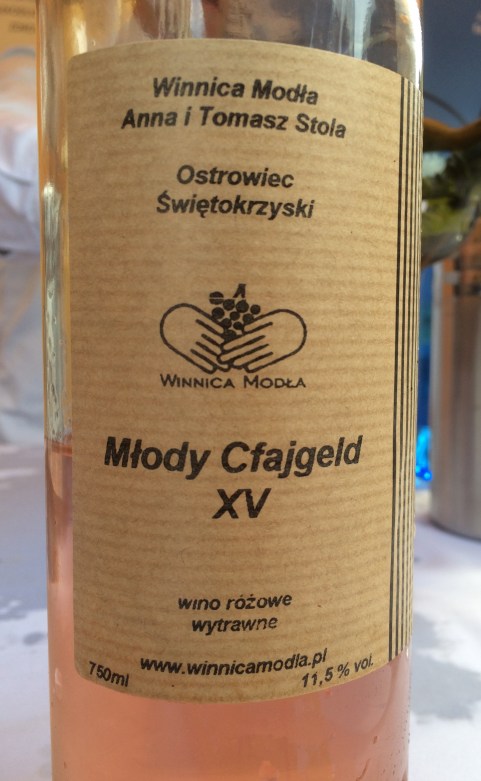 Winnica Modła
Anna i Tomasz Stola
Ostrowiec
Świętokrzyski
WINNICA MODŁA
Młody Cfajgeld
XV
wino różowe
wytrawne
www.winnicamodla.pl
750ml 11,5 % vol.